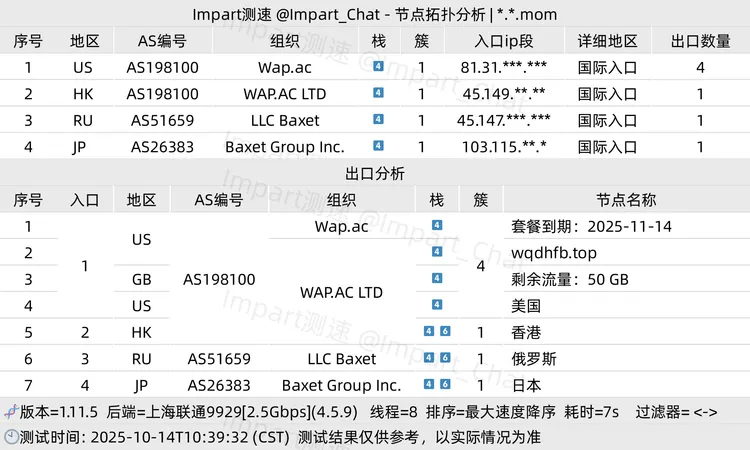 Impart测速 @Impart_Chat - 节点拓扑分析 | *.*.mom
序号 地区 AS编号 组织 栈 簇 入口ip段 详细地区 出口数量
1 US AS198100 Wap.ac 4 1 81.31.***.*** 国际入口 4
2 HK AS198100 WAP.AC LTD 4 1 45.149.**.** 国际入口 1
3 RU AS51659 LLC Baxet 4 1 45.147.***.*** 国际入口 1
4 JP AS26383 Baxet Group Inc. 4 1 103.115.**.* 国际入口 1
出口分析
序号 入口 地区 AS编号 组织 栈 簇 节点名称
1 1 US AS198100 Wap.ac 4 4 套餐到期：2025-11-14
2 WAP.AC LTD 4 wqdhfb.top
3 GB 4 剩余流量：50 GB
4 US 4 美国
5 2 HK 4 6 1 香港
6 3 RU AS51659 LLC Baxet 4 6 1 俄罗斯
7 4 JP AS26383 Baxet Group Inc. 4 6 1 日本
版本=1.11.5 后端=上海联通9929[2.5Gbps](4.5.9) 线程=8 排序=最大速度降序 耗时=7s 过滤器= <->
测试时间: 2025-10-14T10:39:32 (CST) 测试结果仅供参考，以实际情况为准